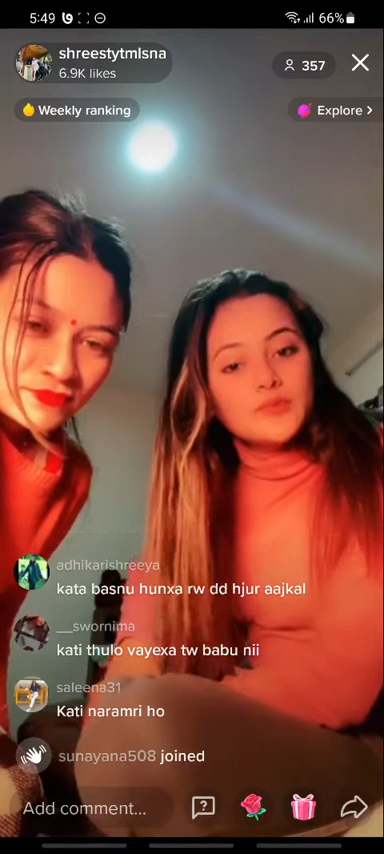 5:49
66%
shreestytmlsna
6.9K likes
357
Weekly ranking
Explore
adhikarishreeya
kata basnu hunxa rw dd hjur aajkal
__swornima
kati thulo vayexa tw babu nii
saleena31
Kati naramri ho
sunayana508 joined
Add comment...